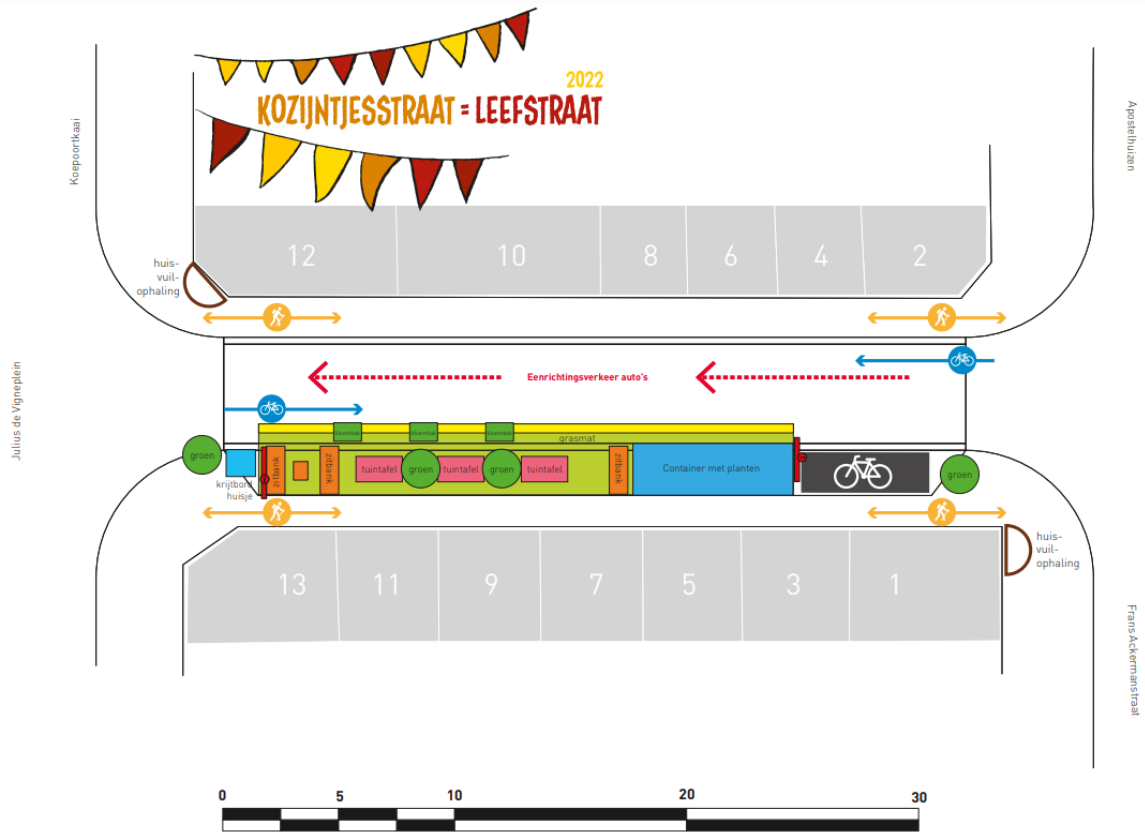 2022
KOZIJNTJESSTRAAT = LEEFSTRAAT
Koepoortkaai
Apostelhuizen
12
10
8
6
4
2
huis-
vuil-
ophaling
Eenrichtingsverkeer auto's
Julius de Vigneplein
grasmat
groen
krijtbord
huisje
zitbank
zitbank
tuintafel
groen
tuintafel
groen
tuintafel
zitbank
Container met planten
groen
13
11
9
7
5
3
1
huis-
vuil-
ophaling
Frans Ackermanstraat
0
5
10
20
30